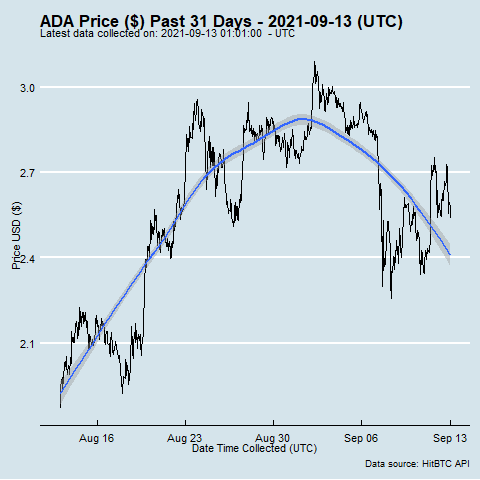 ADA Price ($) Past 31 Days - 2021-09-13 (UTC)
Latest data collected on: 2021-09-13 01:01:00 - UTC
3.0
2.7
2.4
2.1
Price USD ($)
Aug 16
Aug 23
Aug 30
Sep 06
Sep 13
Date Time Collected (UTC)
Data source: HitBTC API